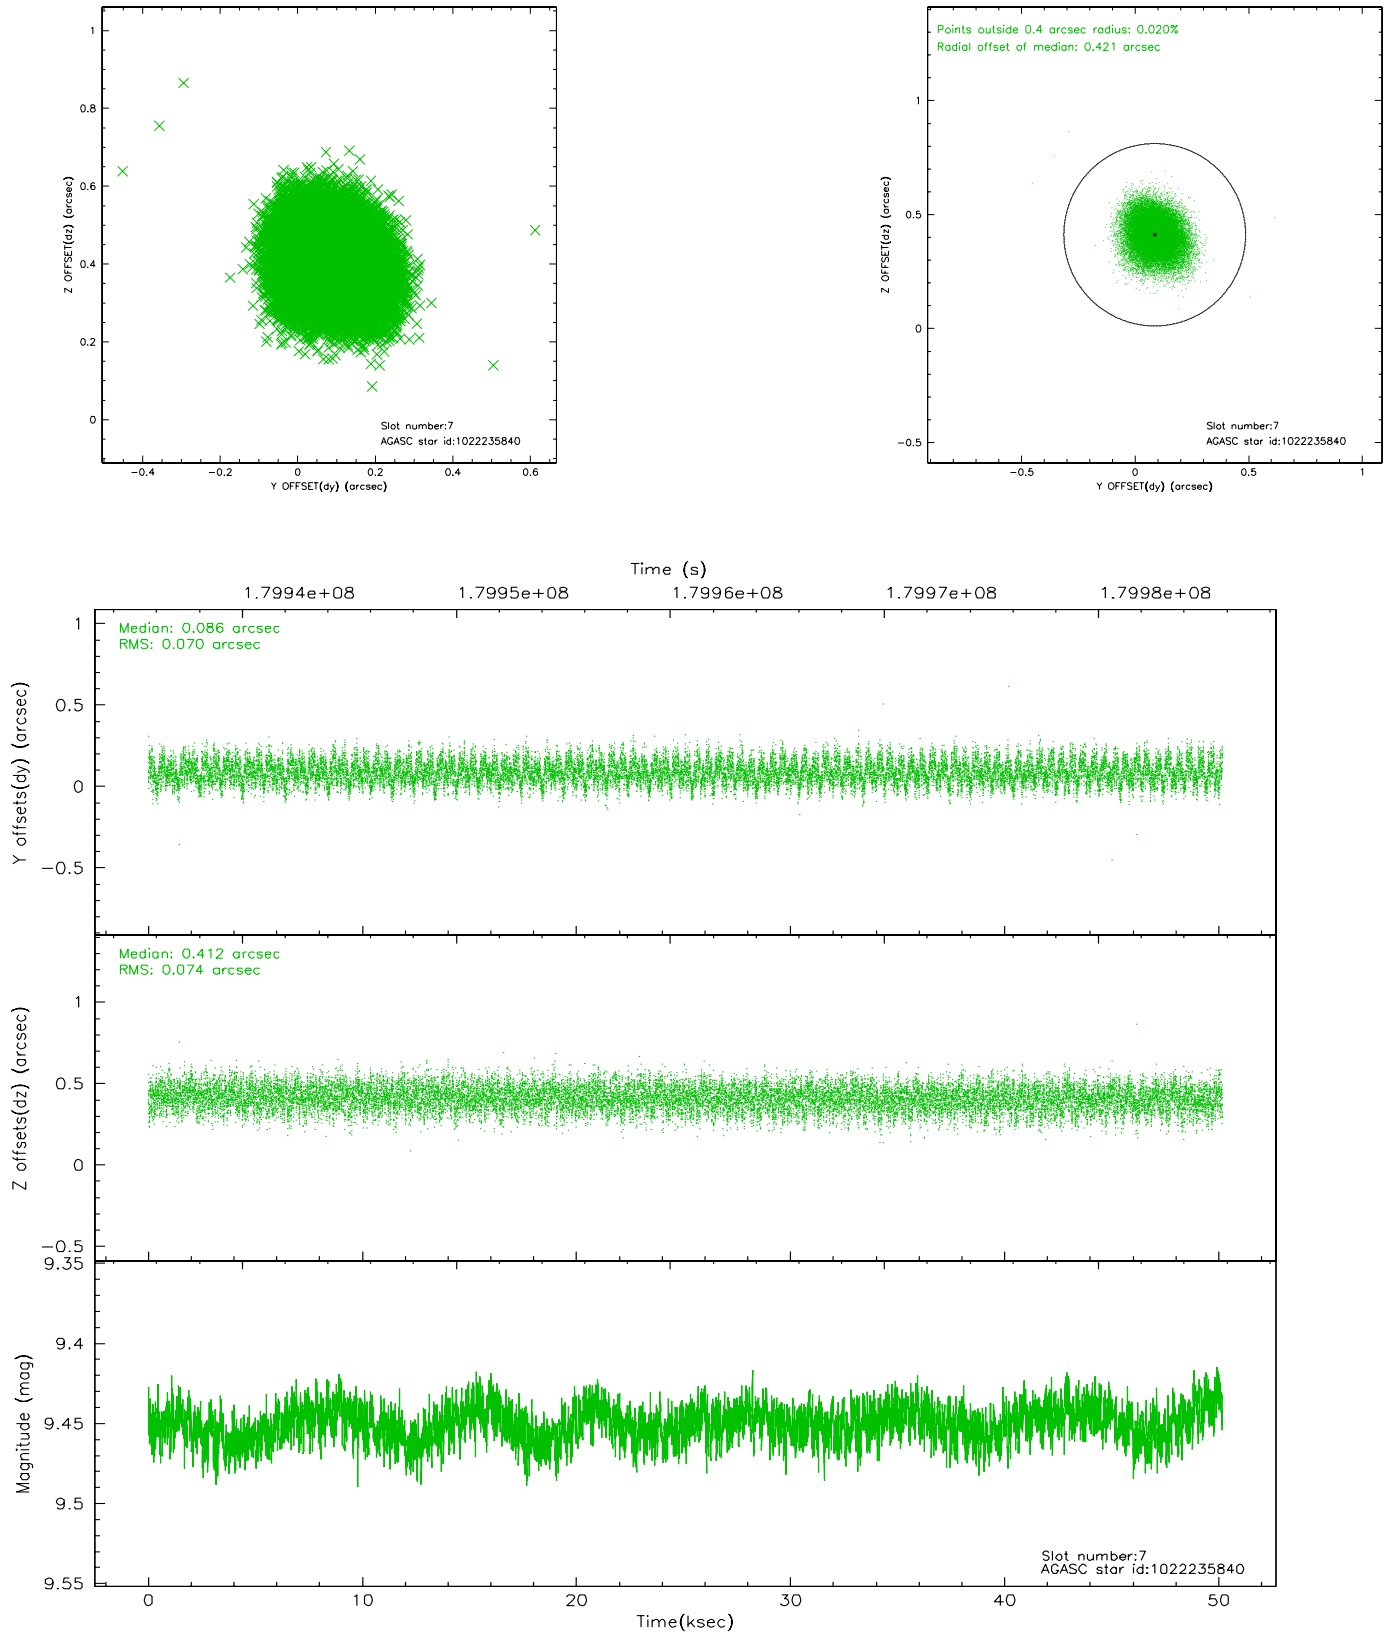 1
0.8
0.6
0.4
0.2
0
Z OFFSET(dz) (arcsec)
Slot number:7
AGASC star id:1022235840
−0.4 −0.2 0 0.2 0.4 0.6
Y OFFSET(dy) (arcsec)
Points outside 0.4 arcsec radius: 0.020%
Radial offset of median: 0.421 arcsec
1
0.5
0
−0.5
Z OFFSET(dz) (arcsec)
Slot number:7
AGASC star id:1022235840
−0.5 0 0.5 1
Y OFFSET(dy) (arcsec)
Time (s)
1.7994e+08 1.7995e+08 1.7996e+08 1.7997e+08 1.7998e+08
Median: 0.086 arcsec
RMS: 0.070 arcsec
1
0.5
0
−0.5
Y offsets(dy) (arcsec)
Median: 0.412 arcsec
RMS: 0.074 arcsec
1
0.5
0
−0.5
Z offsets(dz) (arcsec)
9.35
9.4
9.45
9.5
9.55
Magnitude (mag)
Slot number:7
AGASC star id:1022235840
0 10 20 30 40 50
Time(ksec)